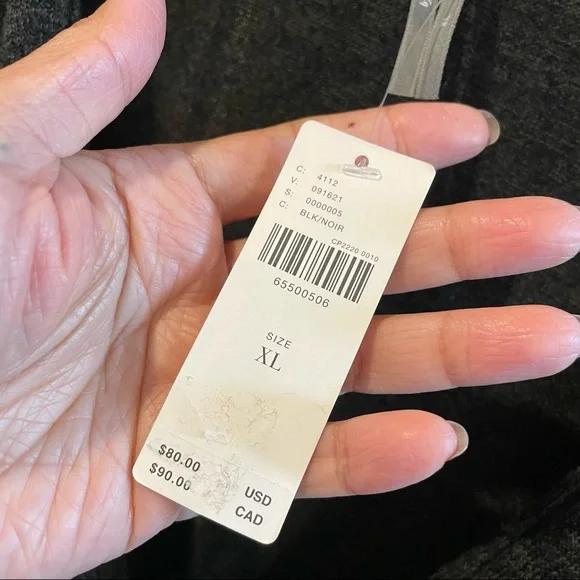 C: 4112
V: 091621
S: 0000005
C: BLK/NOIR
CP2220 0010
65500506
SIZE
XL
$80.00 USD
$90.00 CAD